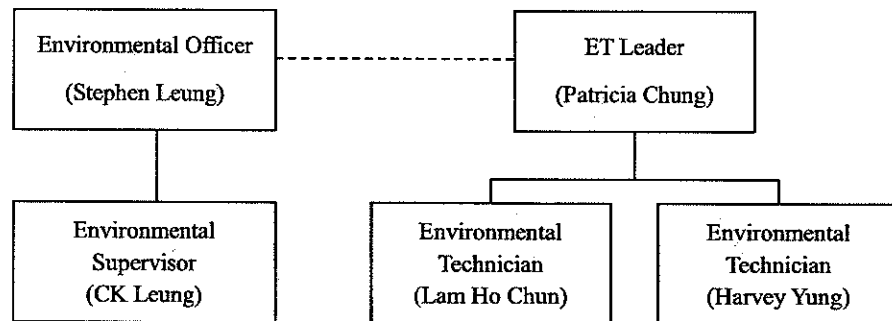 Environmental Officer
(Stephen Leung)
ET Leader
(Patricia Chung)
Environmental
Supervisor
(CK Leung)
Environmental
Technician
(Lam Ho Chun)
Environmental
Technician
(Harvey Yung)